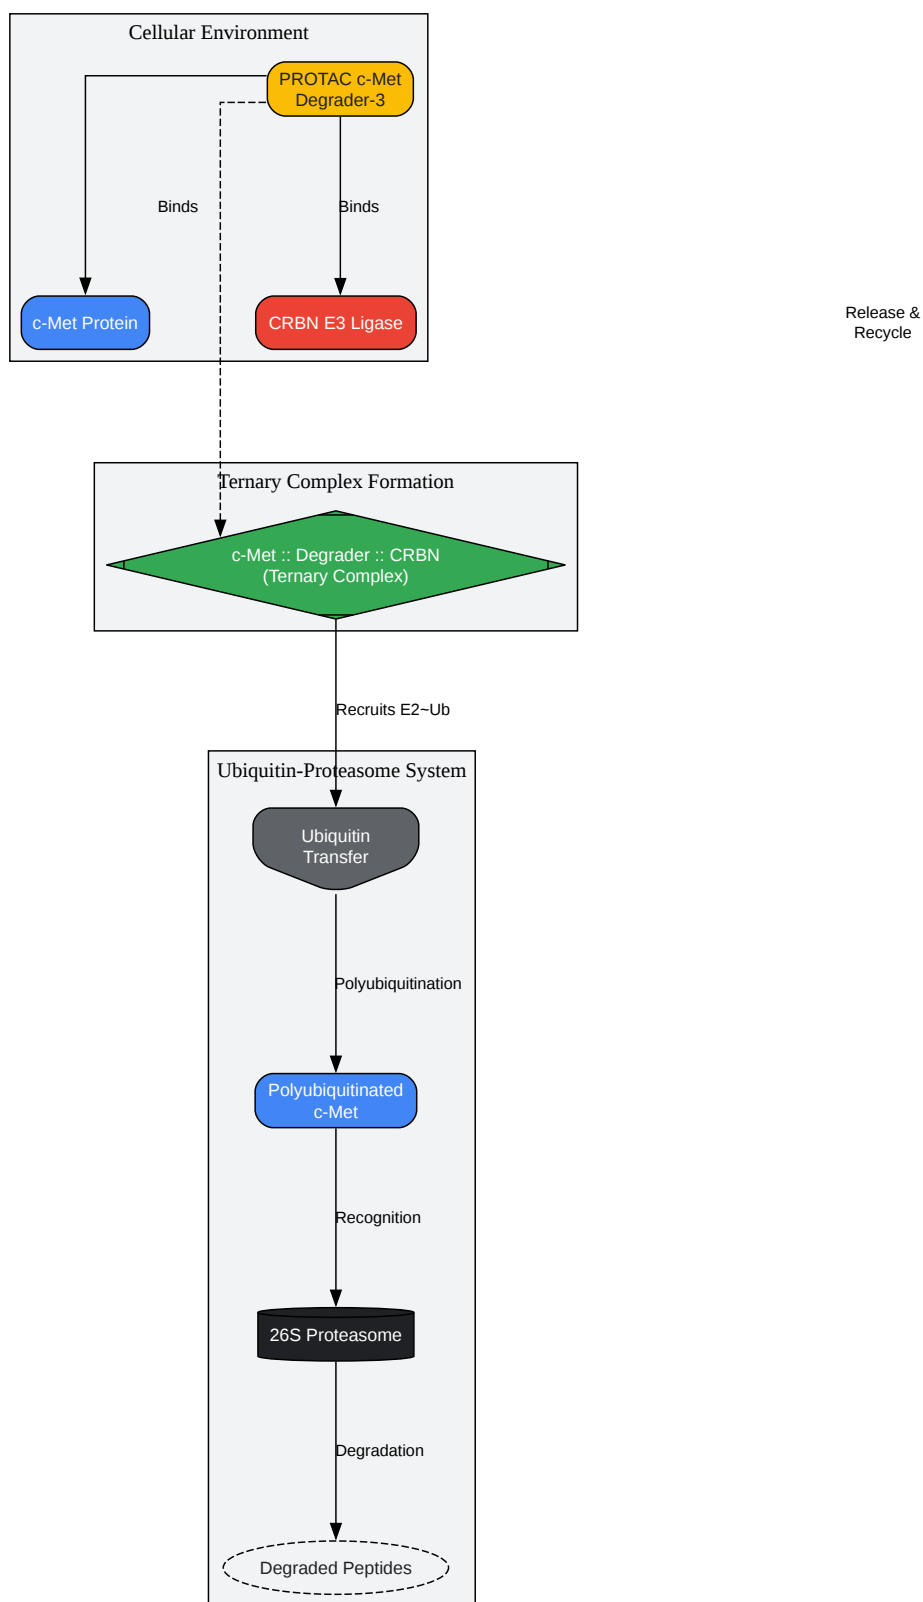 Cellular Environment
PROTAC c-Met
Degrader-3
Binds
Binds
c-Met Protein
CRBN E3 Ligase
Release &
Recycle
Ternary Complex Formation
c-Met :: Degrader :: CRBN
(Ternary Complex)
Recruits E2~Ub
Ubiquitin-Proteasome System
Ubiquitin
Transfer
Polyubiquitination
Polyubiquitinated
c-Met
Recognition
26S Proteasome
Degradation
Degraded Peptides